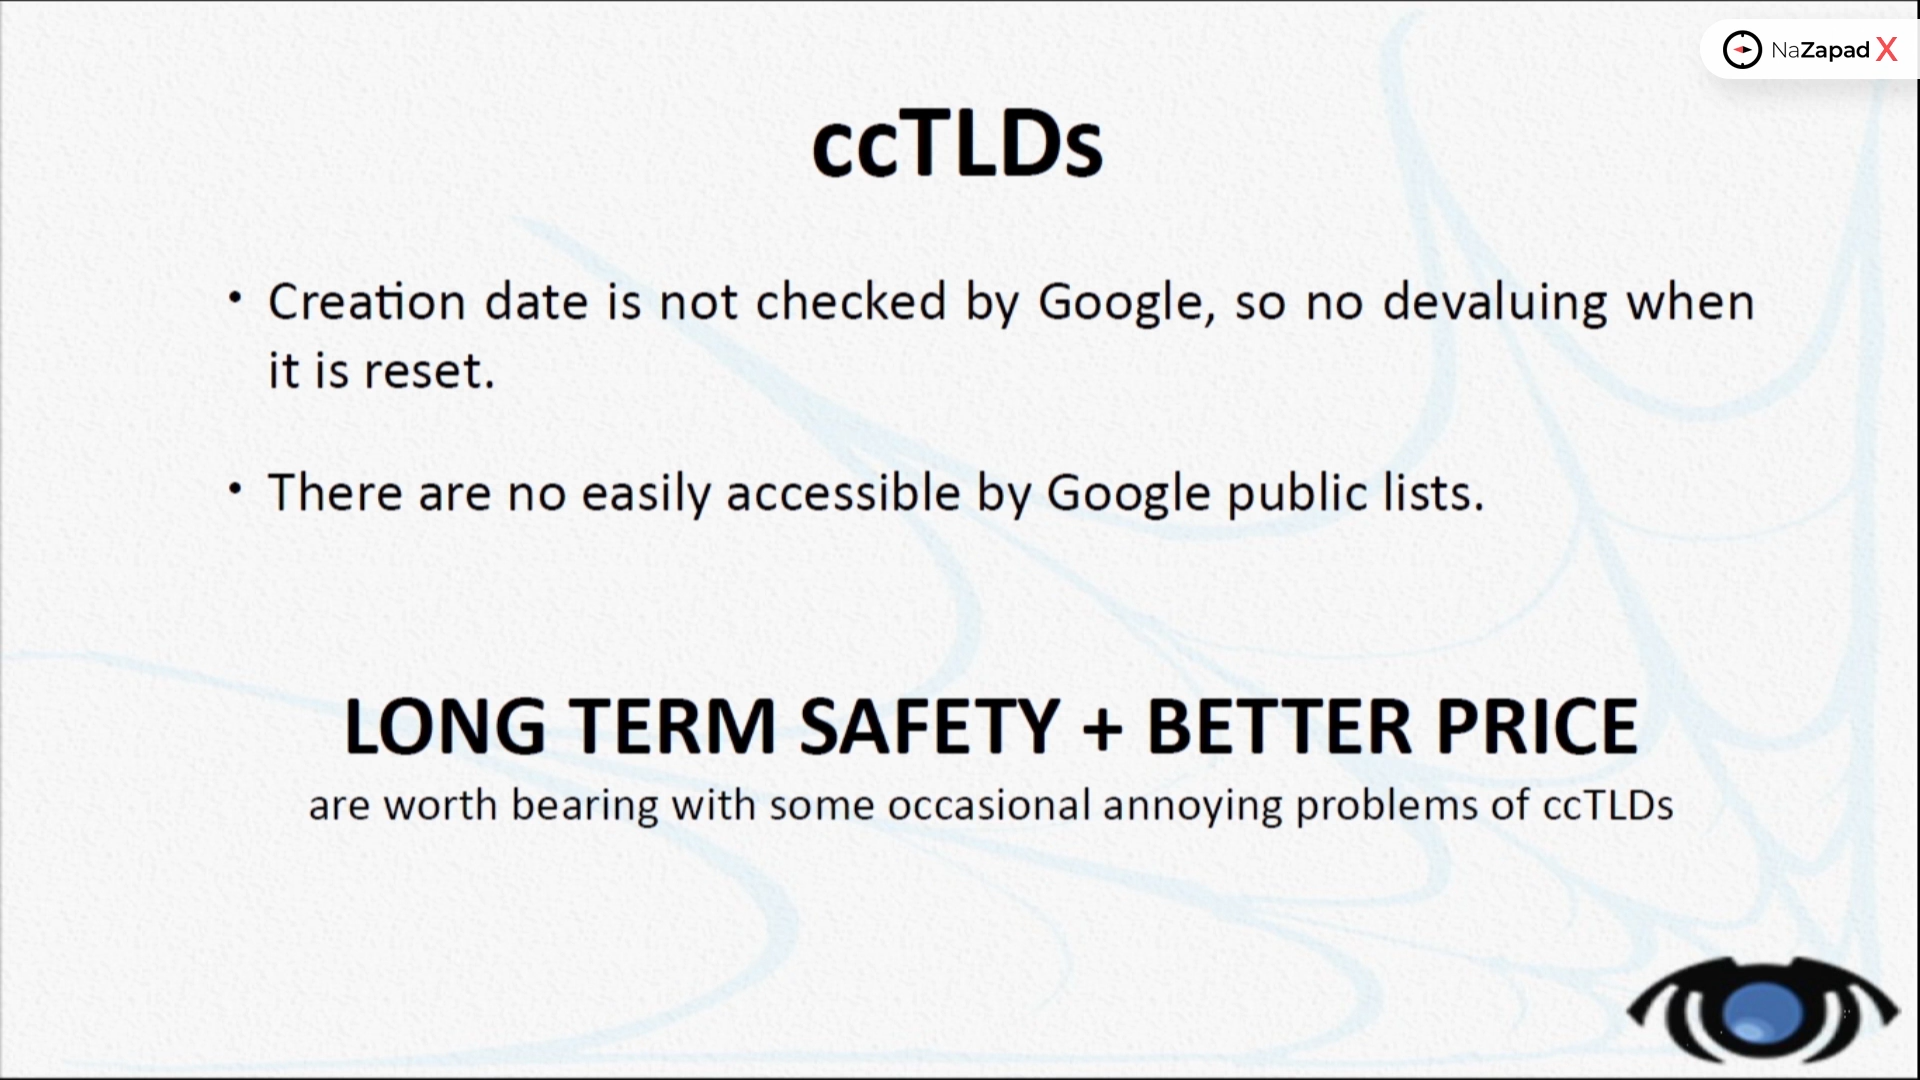 NaZapad X
ccTLDs
• Creation date is not checked by Google, so no devaluing when
it is reset.
• There are no easily accessible by Google public lists.
LONG TERM SAFETY + BETTER PRICE
are worth bearing with some occasional annoying problems of ccTLDs